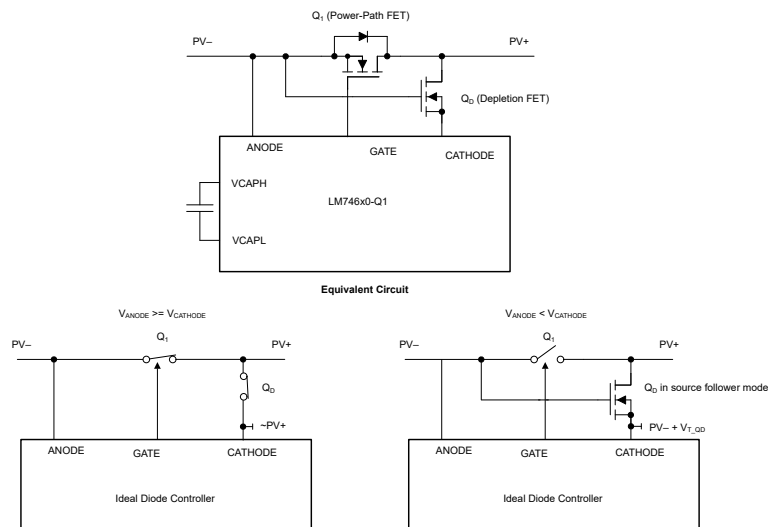 Q1 (Power-Path FET)
PV–
PV+
QD (Depletion FET)
ANODE
GATE
CATHODE
VCAPH
LM746x0-Q1
VCAPL
Equivalent Circuit
VANODE >= VCATHODE
VANODE < VCATHODE
PV–
Q1
PV+
PV–
Q1
PV+
QD
QD in source follower mode
~PV+
PV– + VT_QD
ANODE
GATE
CATHODE
ANODE
GATE
CATHODE
Ideal Diode Controller
Ideal Diode Controller